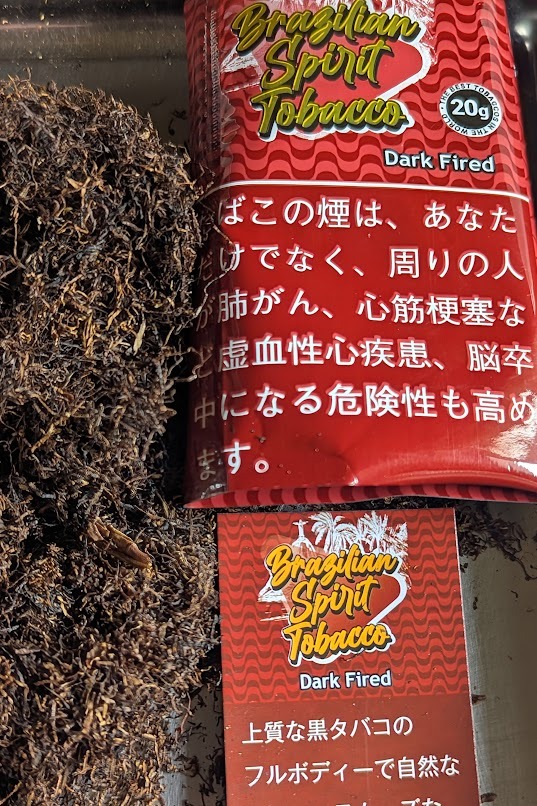 Brazilian
Spirit
Tobacco
THE BEST TOBACCOS IN THE WORLD
20g
Dark Fired
ばこの煙は、あなた
だけでなく、周りの人
が肺がん、心筋梗塞な
ど虚血性心疾患、脳卒
中になる危険性も高め
ます。
Brazilian
Spirit
Tobacco
Dark Fired
上質な黒タバコの
フルボディーで自然な